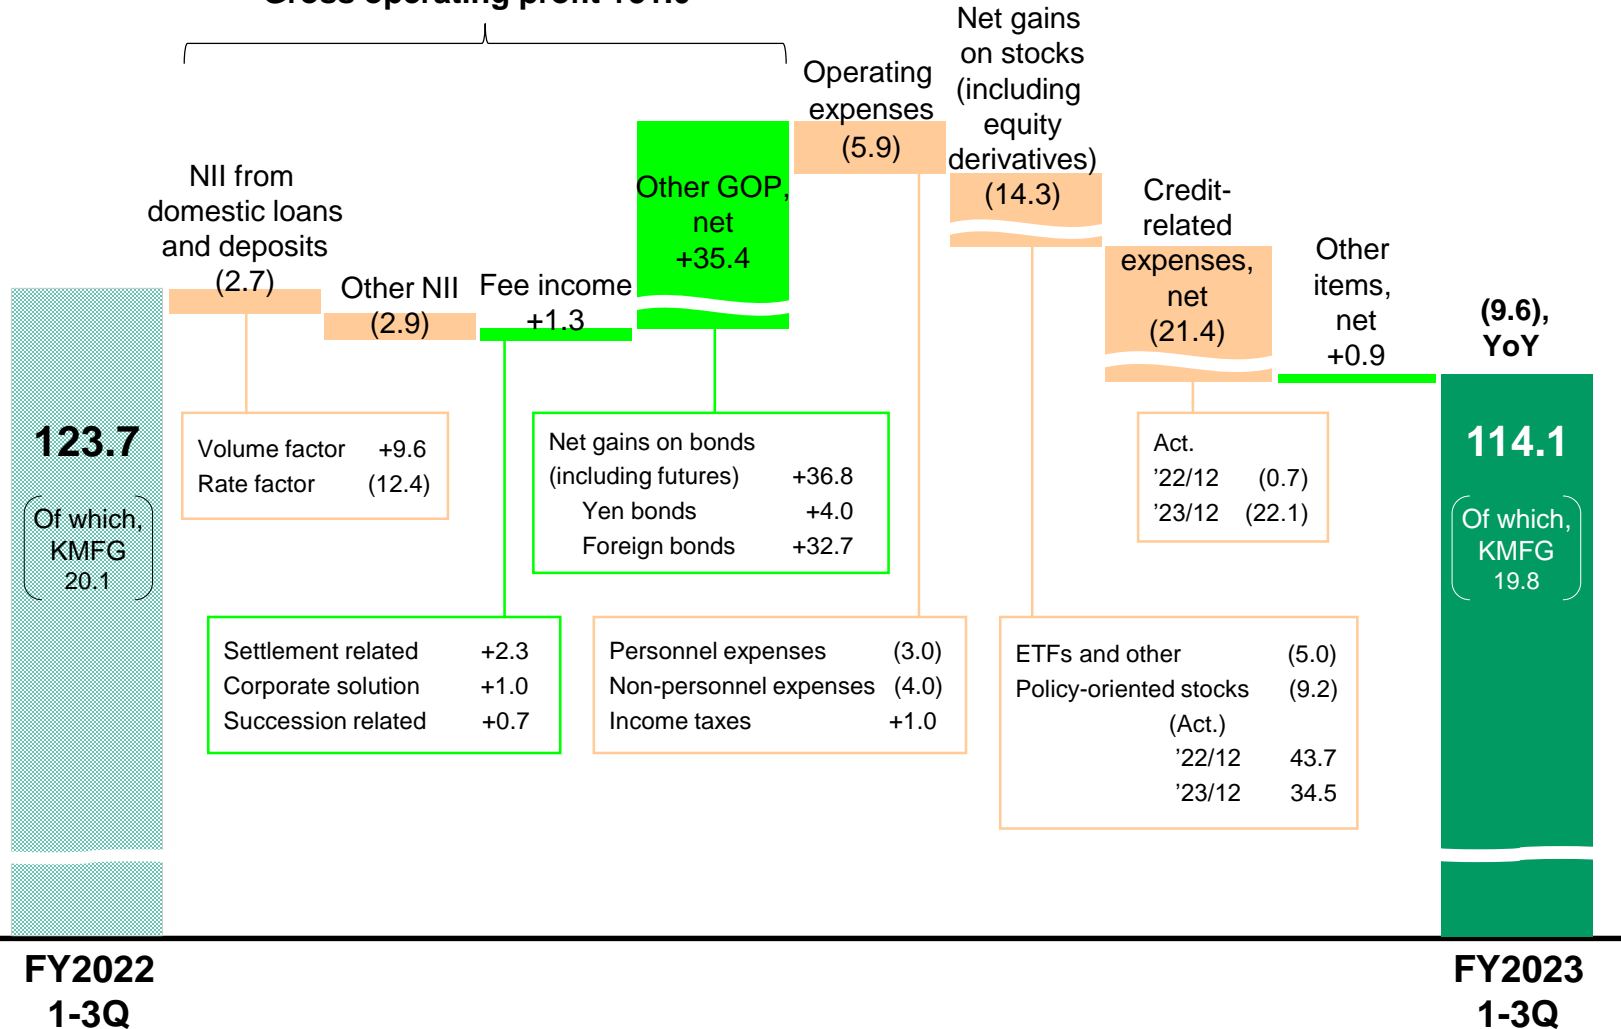 Net gains
on stocks
(including
equity
derivatives)
(14.3)
Operating
expenses
(5.9)
NII from
domestic loans
and deposits
(2.7)
Other NII
(2.9)
Fee income
+1.3
Other GOP,
net
+35.4
Credit-
related
expenses,
net
(21.4)
Other
items,
net
+0.9
(9.6),
YoY
123.7
Of which,
KMFG
20.1
Volume factor +9.6
Rate factor (12.4)
Net gains on bonds
(including futures) +36.8
Yen bonds +4.0
Foreign bonds +32.7
Act.
’22/12 (0.7)
’23/12 (22.1)
114.1
Of which,
KMFG
19.8
Settlement related +2.3
Corporate solution +1.0
Succession related +0.7
Personnel expenses (3.0)
Non-personnel expenses (4.0)
Income taxes +1.0
ETFs and other (5.0)
Policy-oriented stocks (9.2)
(Act.)
’22/12 43.7
’23/12 34.5
FY2022
1-3Q
FY2023
1-3Q